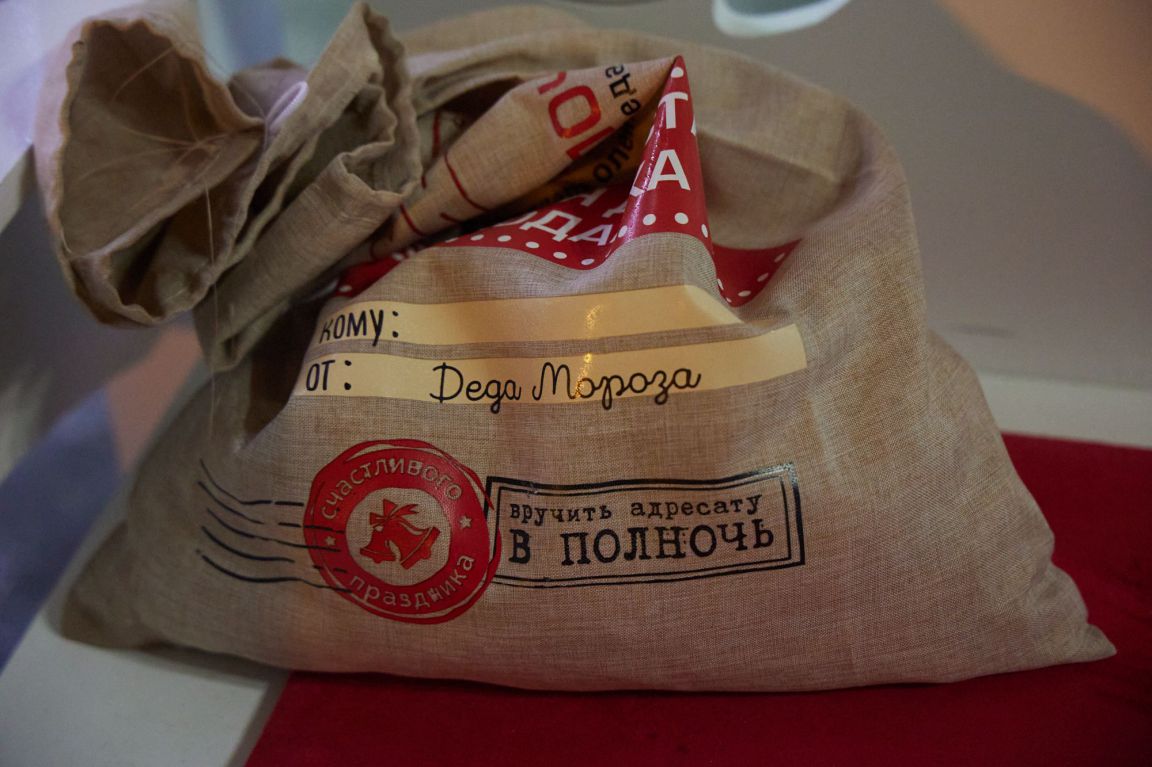 кому:
от: Деда Мороза
счастливого
праздника
вручить адресату
В ПОЛНОЧЬ